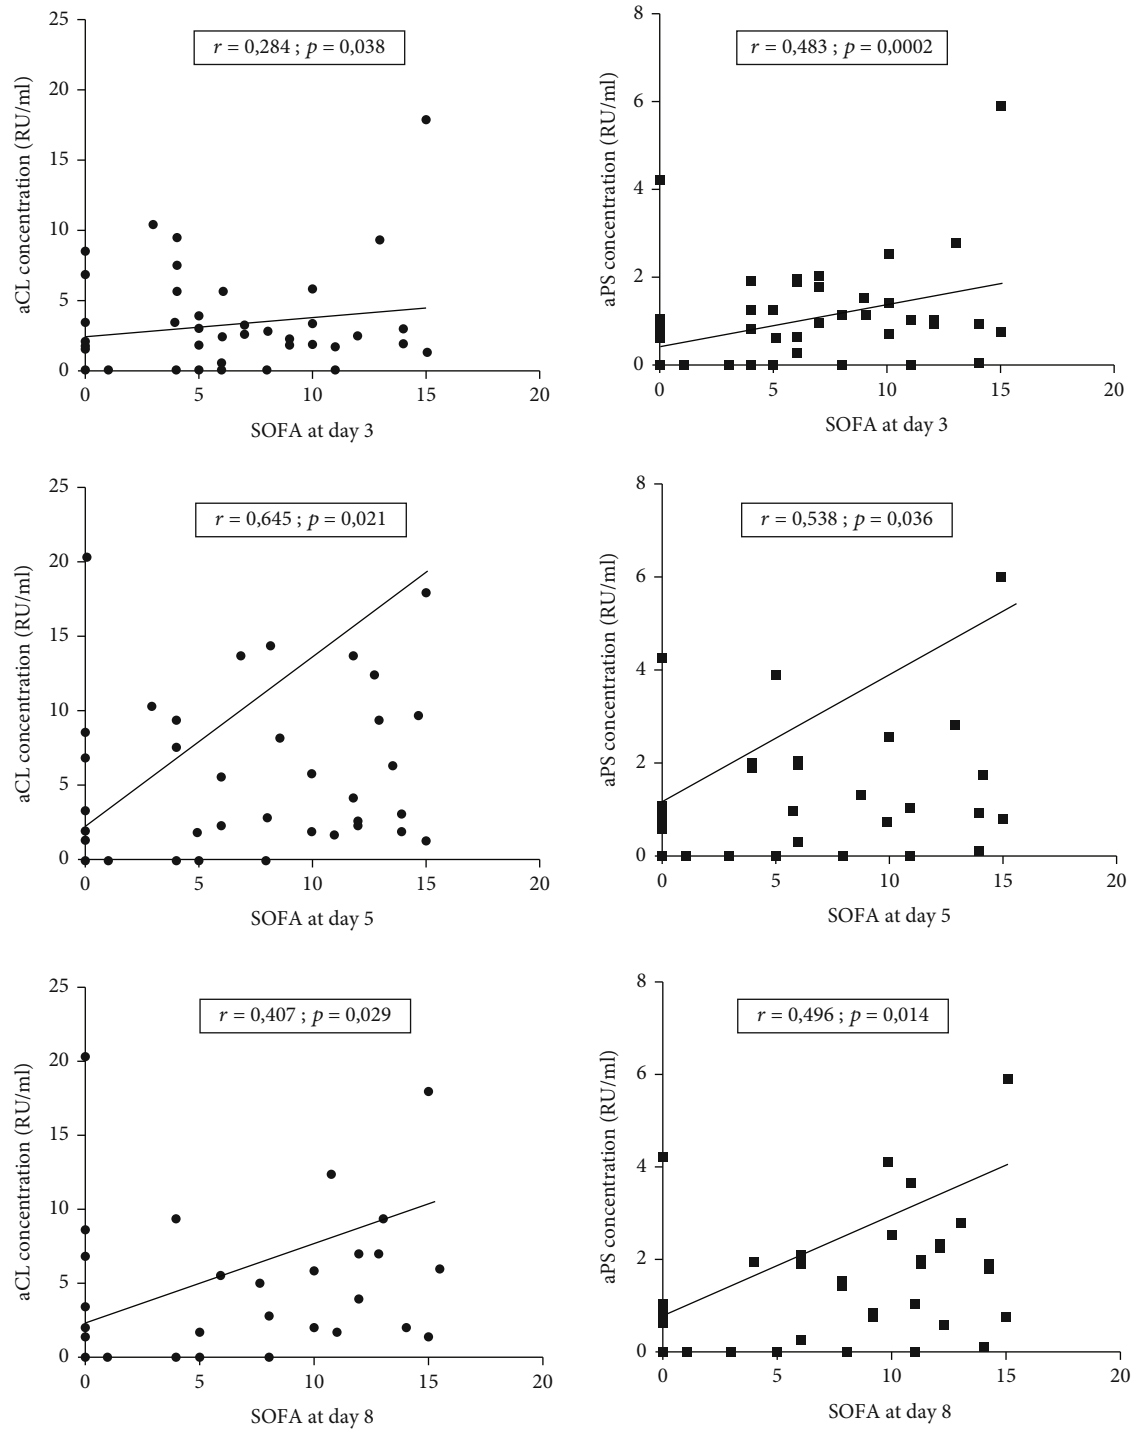 r = 0,284 ; p = 0,038
aCL concentration (RU/ml)
25
20
15
10
5
0
0 5 10 15 20
SOFA at day 3
r = 0,483 ; p = 0,0002
aPS concentration (RU/ml)
8
6
4
2
0
0 5 10 15 20
SOFA at day 3
r = 0,645 ; p = 0,021
aCL concentration (RU/ml)
25
20
15
10
5
0
0 5 10 15 20
SOFA at day 5
r = 0,538 ; p = 0,036
aPS concentration (RU/ml)
8
6
4
2
0
0 5 10 15 20
SOFA at day 5
r = 0,407 ; p = 0,029
aCL concentration (RU/ml)
25
20
15
10
5
0
0 5 10 15 20
SOFA at day 8
r = 0,496 ; p = 0,014
aPS concentration (RU/ml)
8
6
4
2
0
0 5 10 15 20
SOFA at day 8